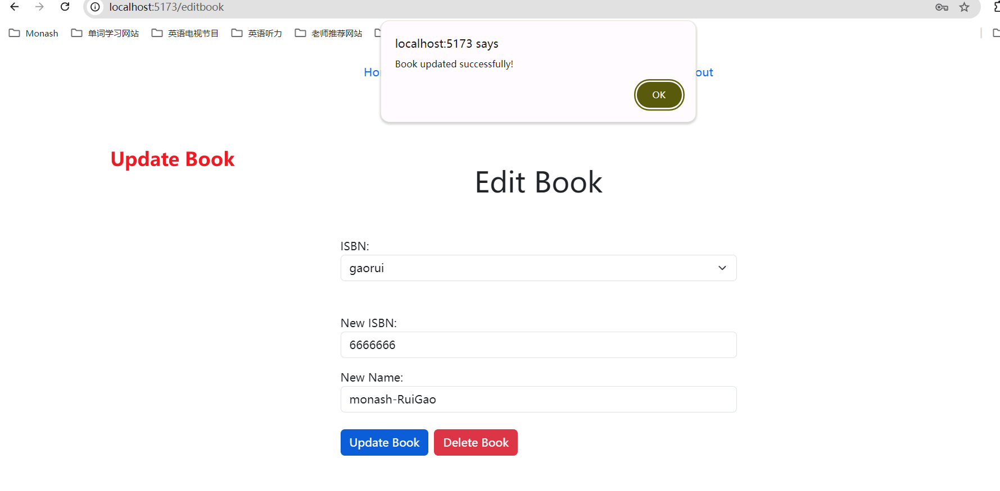 localhost:5173/editbook
Monash 单词学习网站 英语电视节目 英语听力 老师推荐网站
localhost:5173 says
Book updated successfully!
OK
Update Book
Edit Book
ISBN:
gaorui
New ISBN:
6666666
New Name:
monash-RuiGao
Update Book Delete Book